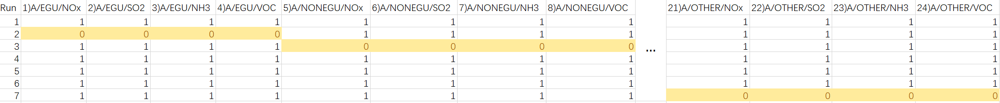 Run 1)A/EGU/NOx 2)A/EGU/SO2 3)A/EGU/NH3 4)A/EGU/VOC 5)A/NONEGU/NOx 6)A/NONEGU/SO2 7)A/NONEGU/NH3 8)A/NONEGU/VOC 21)A/OTHER/NOx 22)A/OTHER/SO2 23)A/OTHER/NH3 24)A/OTHER/VOC
1 1 1 1 1 1 1 1 1 1 1 1 1
2 0 0 0 0 1 1 1 1 1 1 1 1
3 1 1 1 1 0 0 0 0 ... 1 1 1 1
4 1 1 1 1 1 1 1 1 1 1 1 1
5 1 1 1 1 1 1 1 1 1 1 1 1
6 1 1 1 1 1 1 1 1 1 1 1 1
7 1 1 1 1 1 1 1 1 0 0 0 0